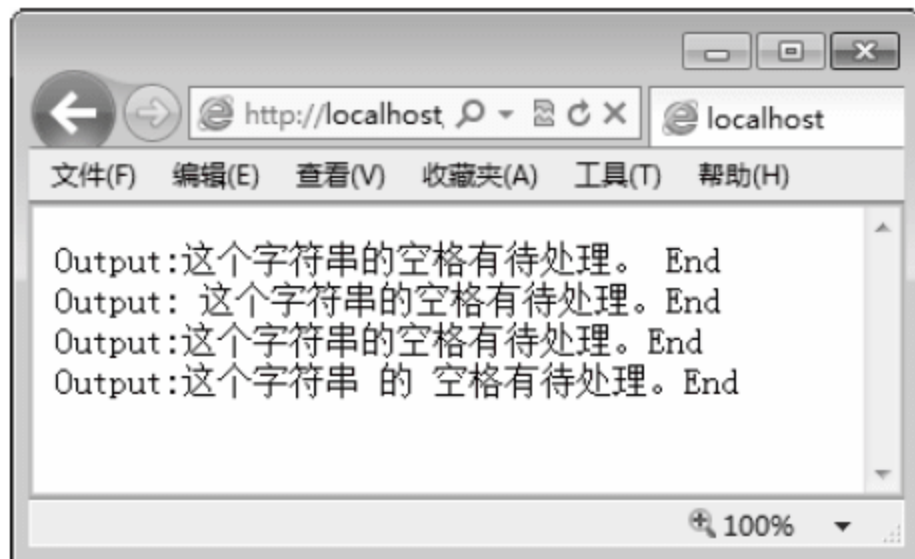 http://localhost
localhost
文件(F) 编辑(E) 查看(V) 收藏夹(A) 工具(T) 帮助(H)
Output:这个字符串的空格有待处理。 End
Output: 这个字符串的空格有待处理。End
Output:这个字符串的空格有待处理。End
Output:这个字符串 的 空格有待处理。End
100%